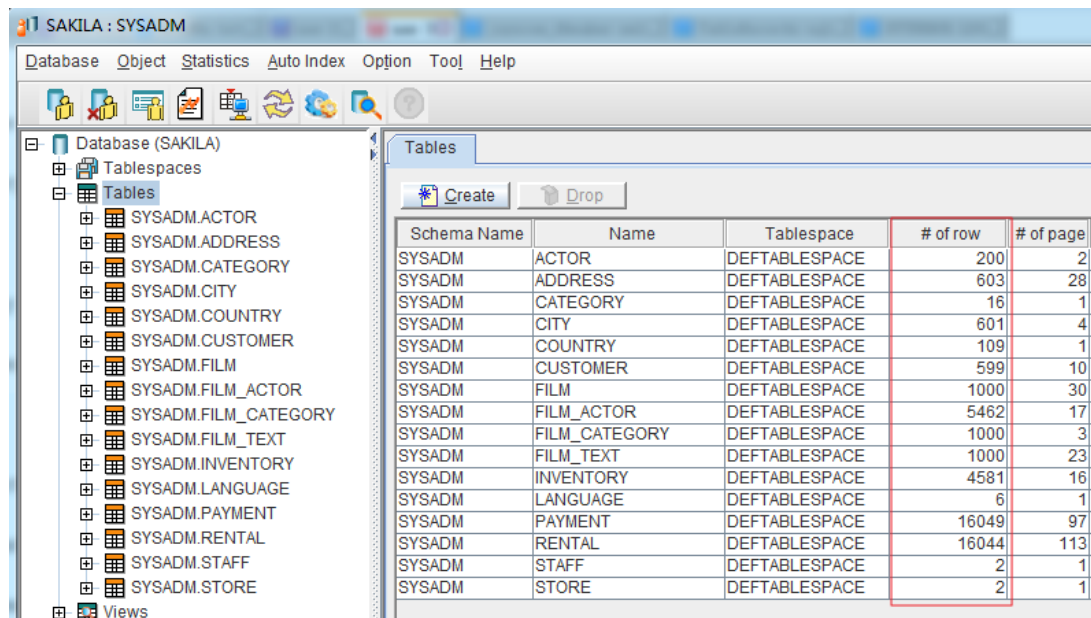 SAKILA : SYSADM
Database Object Statistics Auto Index Option Tool Help
Database (SAKILA)
Tablespaces
Tables
SYSADM.ACTOR
SYSADM.ADDRESS
SYSADM.CATEGORY
SYSADM.CITY
SYSADM.COUNTRY
SYSADM.CUSTOMER
SYSADM.FILM
SYSADM.FILM_ACTOR
SYSADM.FILM_CATEGORY
SYSADM.FILM_TEXT
SYSADM.INVENTORY
SYSADM.LANGUAGE
SYSADM.PAYMENT
SYSADM.RENTAL
SYSADM.STAFF
SYSADM.STORE
Views
Tables
Create Drop
Schema Name Name Tablespace # of row # of page
SYSADM ACTOR DEFTABLESPACE 200 2
SYSADM ADDRESS DEFTABLESPACE 603 28
SYSADM CATEGORY DEFTABLESPACE 16 1
SYSADM CITY DEFTABLESPACE 601 4
SYSADM COUNTRY DEFTABLESPACE 109 1
SYSADM CUSTOMER DEFTABLESPACE 599 10
SYSADM FILM DEFTABLESPACE 1000 30
SYSADM FILM_ACTOR DEFTABLESPACE 5462 17
SYSADM FILM_CATEGORY DEFTABLESPACE 1000 3
SYSADM FILM_TEXT DEFTABLESPACE 1000 23
SYSADM INVENTORY DEFTABLESPACE 4581 16
SYSADM LANGUAGE DEFTABLESPACE 6 1
SYSADM PAYMENT DEFTABLESPACE 16049 97
SYSADM RENTAL DEFTABLESPACE 16044 113
SYSADM STAFF DEFTABLESPACE 2 1
SYSADM STORE DEFTABLESPACE 2 1